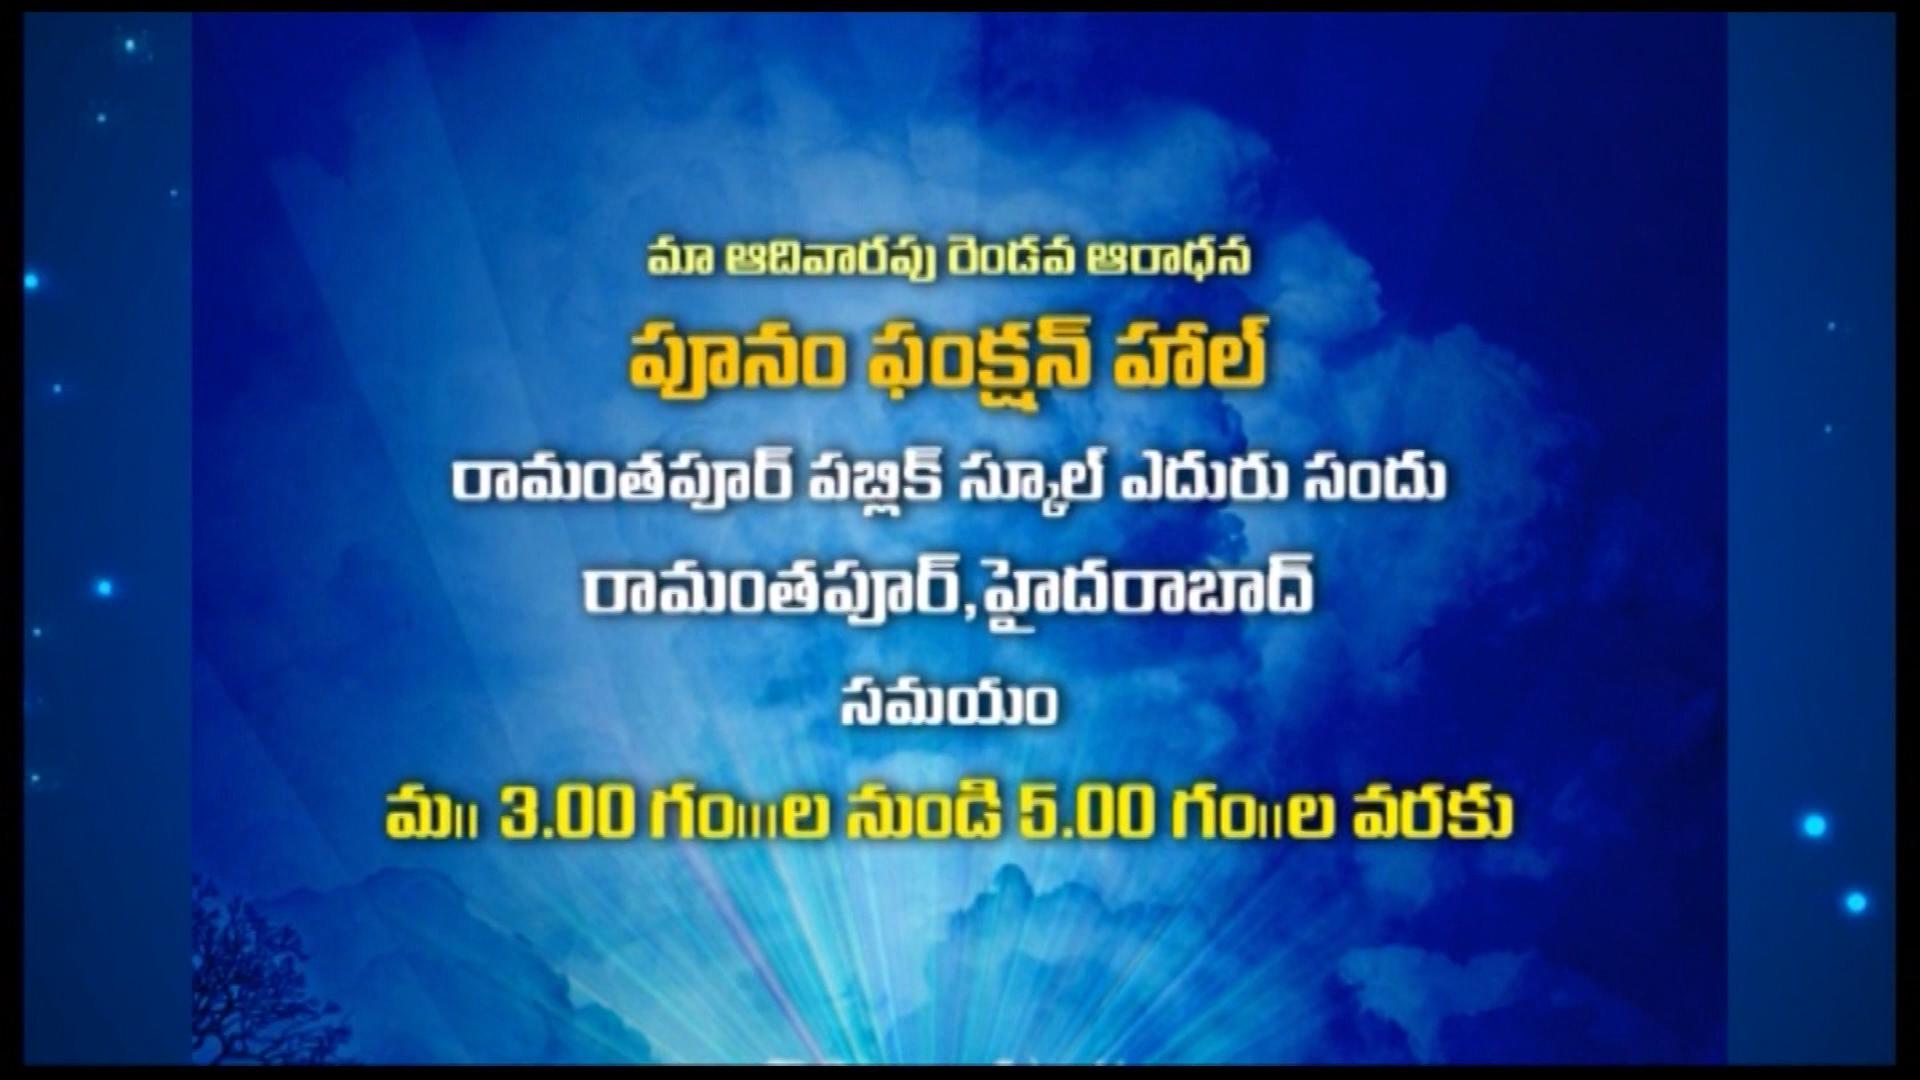 మా ఆదివారపు రెండవ ఆరాధన
పూనం ఫంక్షన్ హాల్
రామంతపూర్ పబ్లిక్ స్కూల్ ఎదురు సందు
రామంతపూర్,హైదరాబాద్
సమయం
మ॥ 3.00 గం।॥ల నుండి 5.00 గం॥ల వరకు